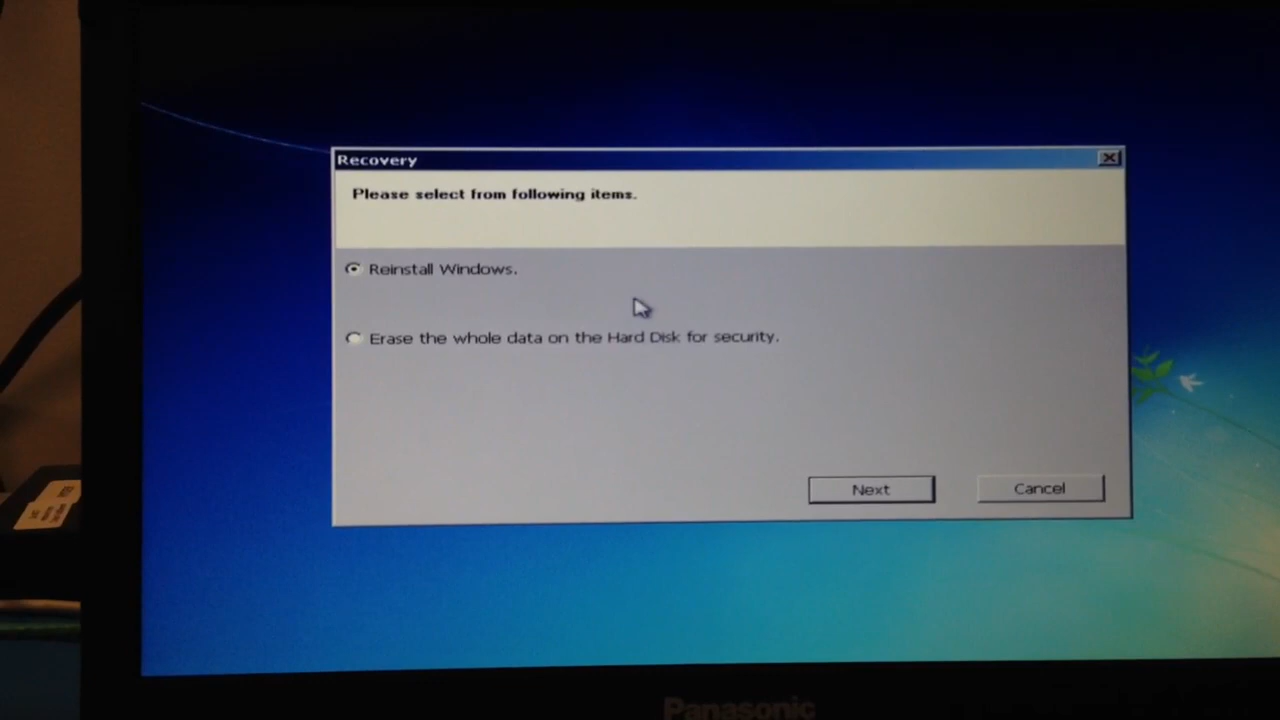 Recovery
Please select from following items.
Reinstall Windows.
Erase the whole data on the Hard Disk for security.
Next
Cancel
Panasonic